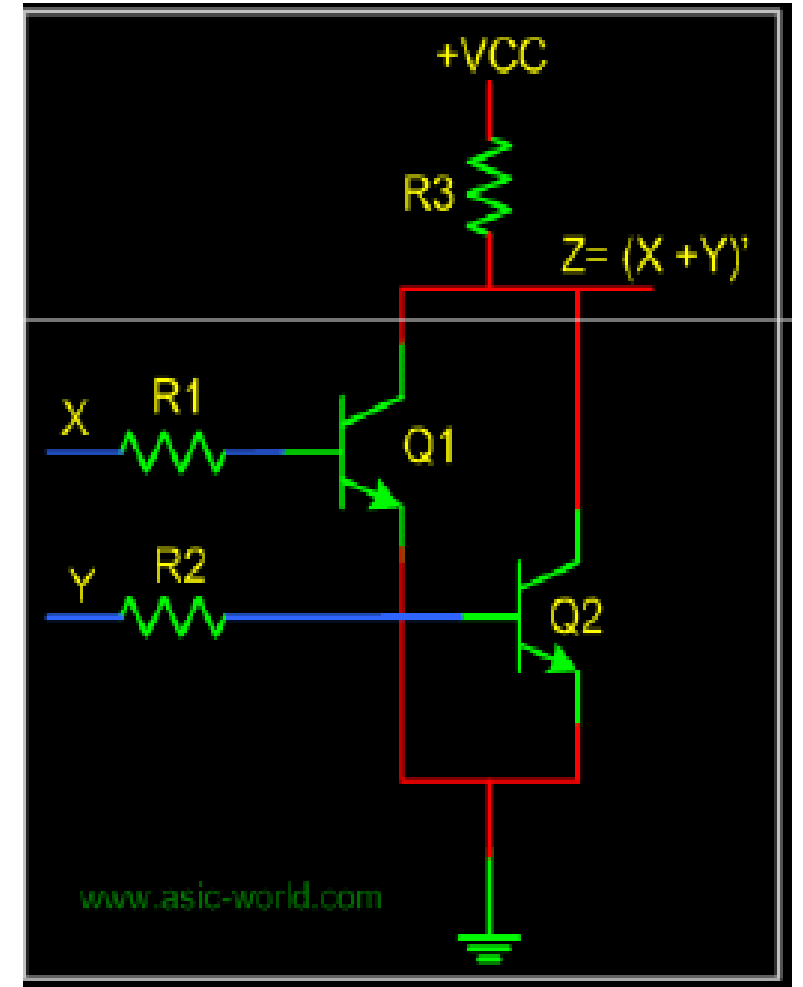 +VCC
R3
Z= (X +Y)'
X
R1
Q1
Y
R2
Q2
www.asic-world.com